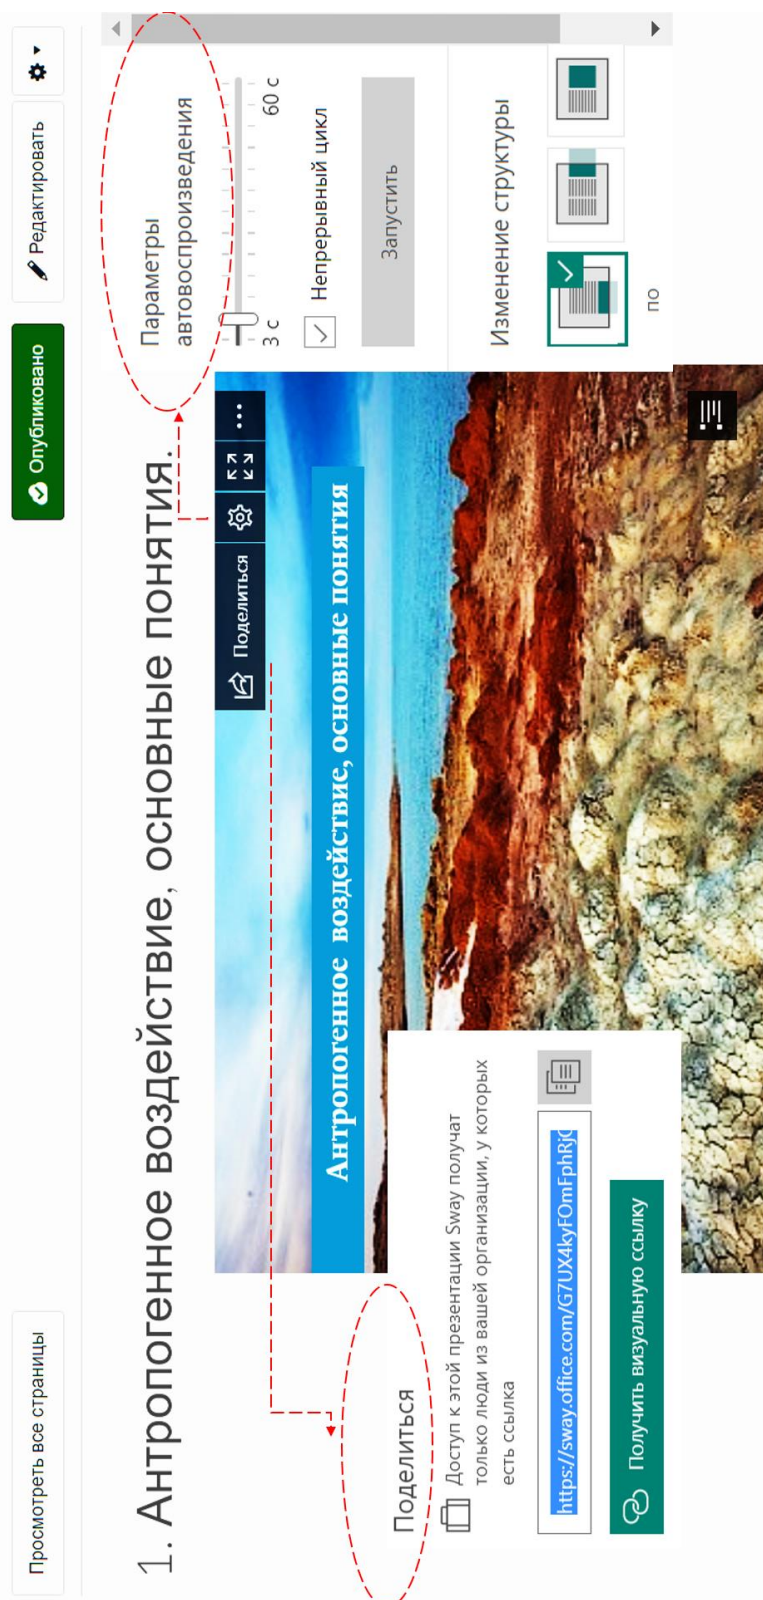 Просмотреть все страницы
Опубликовано
Редактировать
1. Антропогенное воздействие, основные понятия.
Параметры
автовоспроизведения
3 с
60 с
Непрерывный цикл
Запустить
Изменение структуры
по
Поделиться
Антропогенное воздействие, основные понятия
Поделиться
Доступ к этой презентации Sway получат
только люди из вашей организации, у которых
есть ссылка
https://sway.office.com/G7UX4kyFOmFphRj
Получить визуальную ссылку